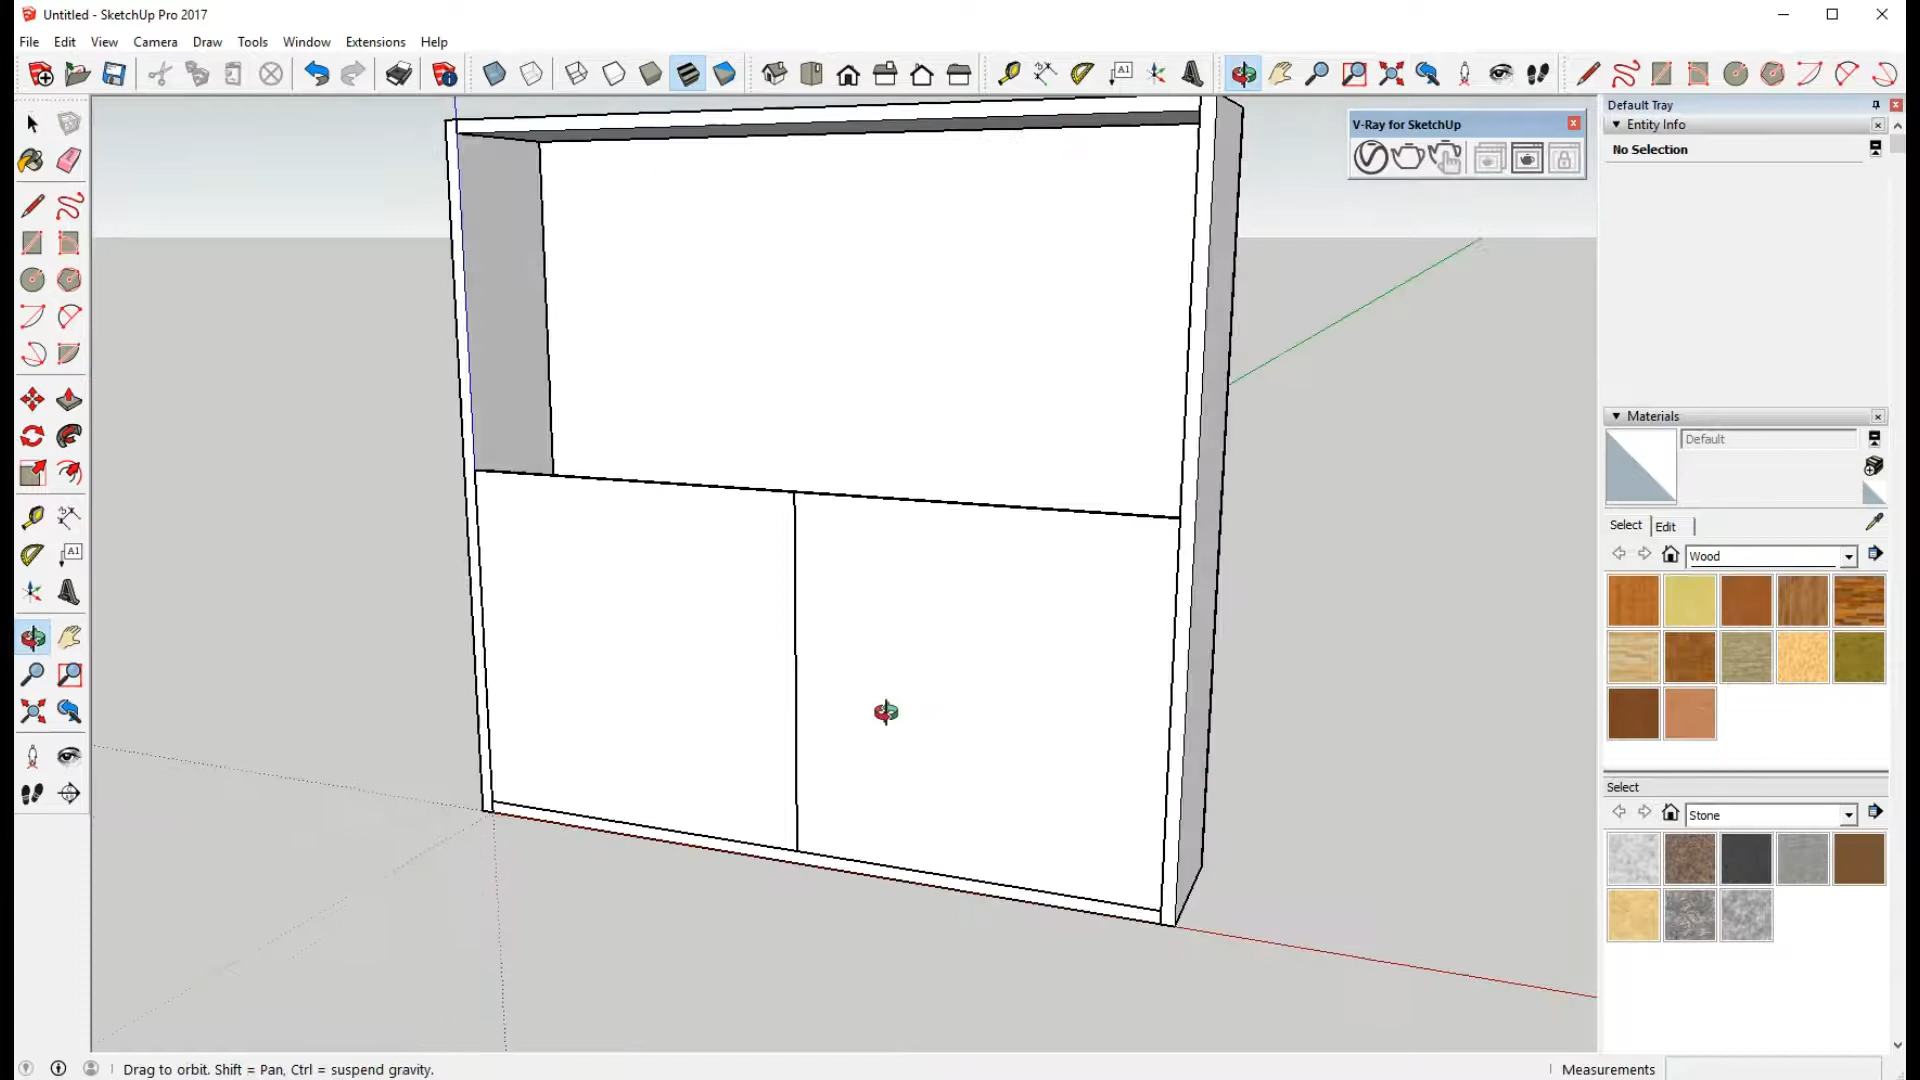 Untitled - SketchUp Pro 2017
File Edit View Camera Draw Tools Window Extensions Help
A1
Default Tray
V-Ray for SketchUp
Entity Info
No Selection
Materials
Default
Select Edit
Wood
A1
Select
Stone
Drag to orbit. Shift = Pan, Ctrl = suspend gravity.
Measurements